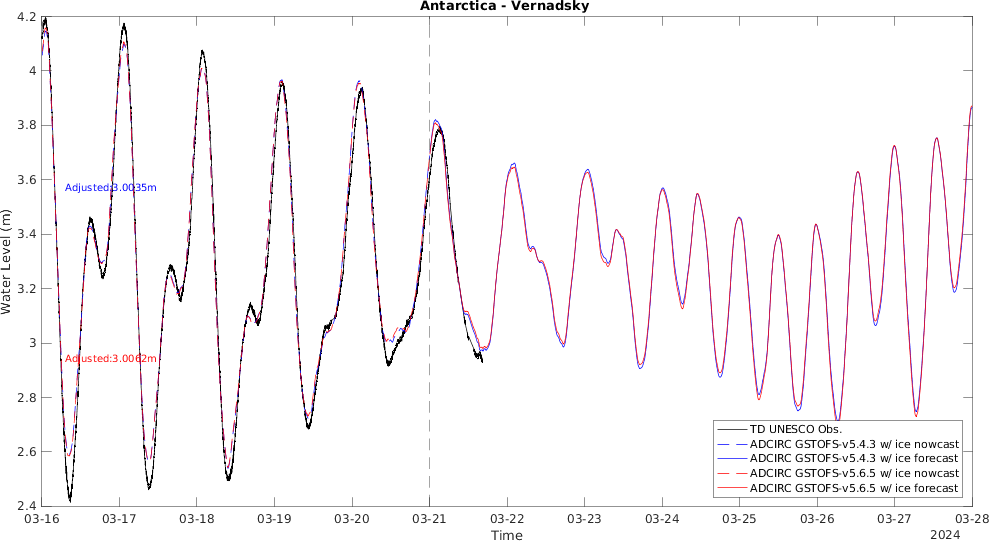 Antarctica - Vernadsky
4.2
4
3.8
3.6
3.4
3.2
3
2.8
2.6
2.4
Water Level (m)
Adjusted:3.0035m
Adjusted:3.0062m
TD UNESCO Obs.
ADCIRC GSTOFS-v5.4.3 w/ ice nowcast
ADCIRC GSTOFS-v5.4.3 w/ ice forecast
ADCIRC GSTOFS-v5.6.5 w/ ice nowcast
ADCIRC GSTOFS-v5.6.5 w/ ice forecast
03-16 03-17 03-18 03-19 03-20 03-21 03-22 03-23 03-24 03-25 03-26 03-27 03-28
Time
2024